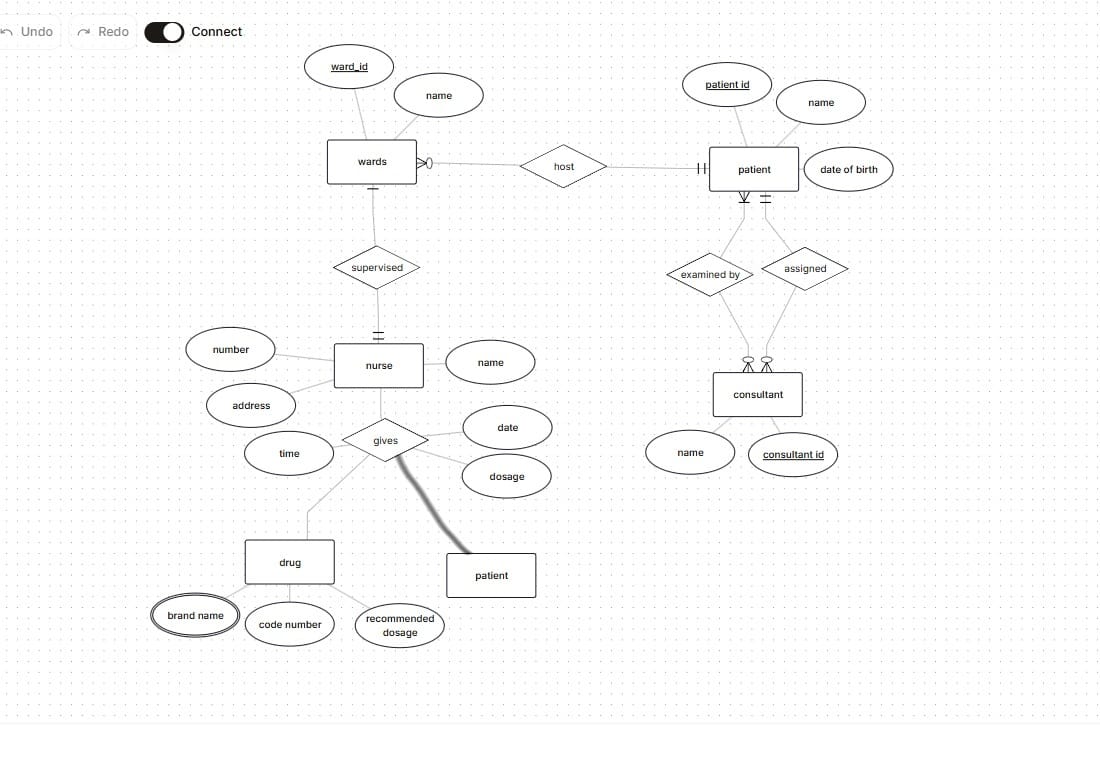 Undo
Redo
Connect
ward_id
name
patient id
name
wards
host
patient
date of birth
supervised
examined by
assigned
number
nurse
name
address
consultant
time
gives
date
dosage
name
consultant id
drug
patient
brand name
code number
recommended
dosage